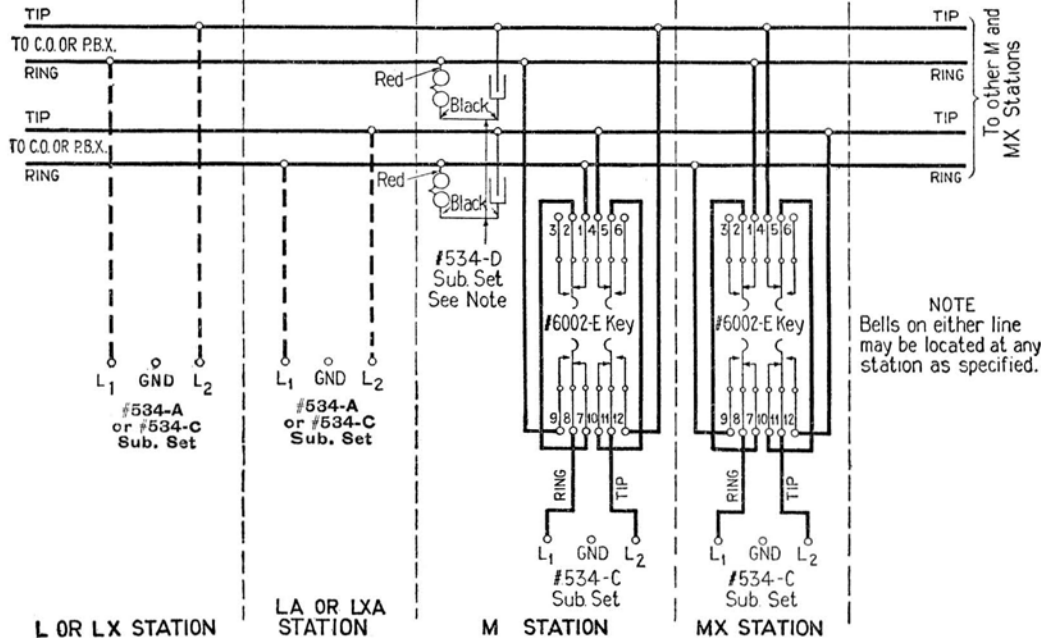 TIP
TO C.O. OR P.B.X.
RING
TIP
TO C.O. OR P.B.X.
RING
Red
Black
Red
Black
TIP
RING
TIP
RING
To other M and
MX Stations
#534-D
Sub. Set
See Note
3 2 1 4 5 6
#6002-E Key
9 8 7 10 11 12
RING
TIP
3 2 1 4 5 6
#6002-E Key
9 8 7 10 11 12
RING
TIP
NOTE
Bells on either line
may be located at any
station as specified.
L1 GND L2
#534-A
or #534-C
Sub. Set
L1 GND L2
#534-A
or #534-C
Sub. Set
L1 GND L2
#534-C
Sub. Set
L1 GND L2
#534-C
Sub. Set
L OR LX STATION
LA OR LXA
STATION
M STATION
MX STATION